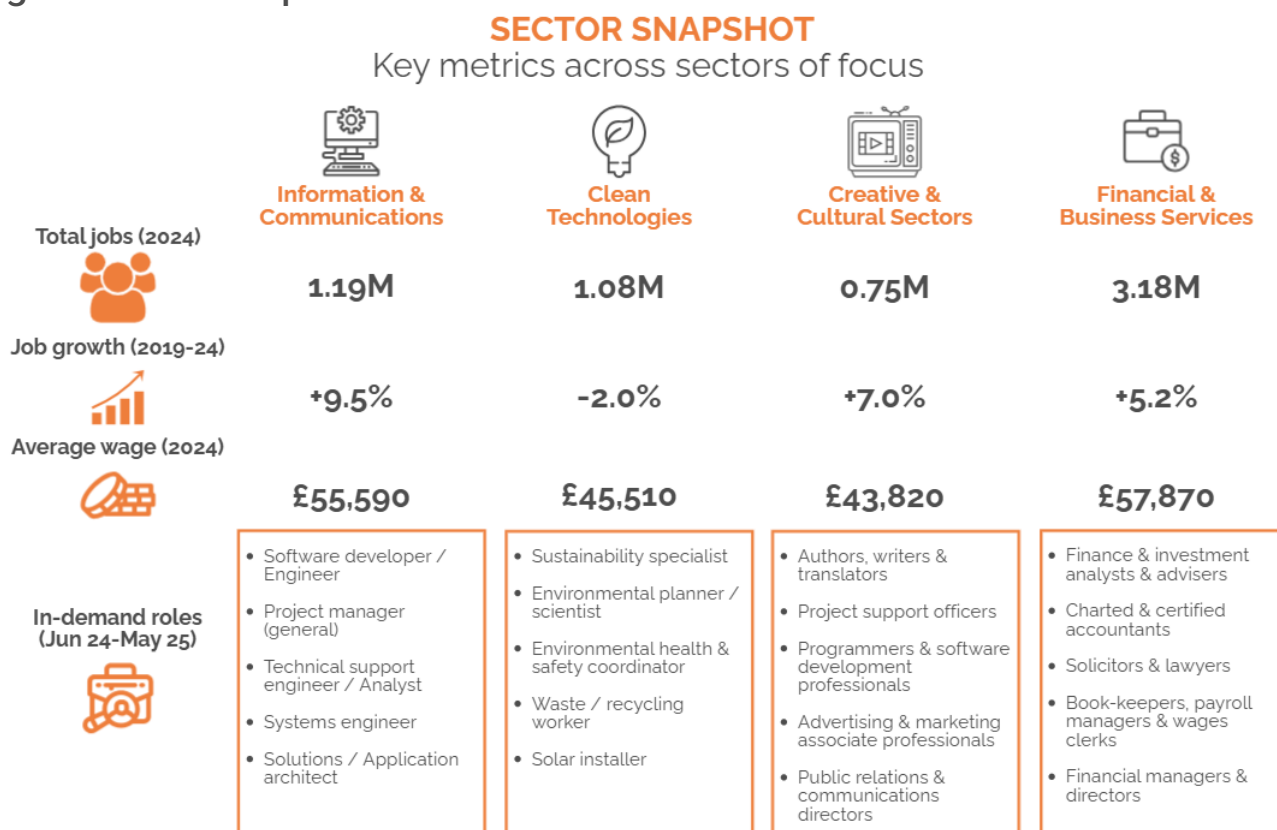 SECTOR SNAPSHOT
Key metrics across sectors of focus
Information &
Communications
Clean
Technologies
Creative &
Cultural Sectors
Financial &
Business Services
Total jobs (2024)
1.19M
1.08M
0.75M
3.18M
Job growth (2019-24)
+9.5%
-2.0%
+7.0%
+5.2%
Average wage (2024)
£55,590
£45,510
£43,820
£57,870
In-demand roles
(Jun 24-May 25)
• Software developer /
Engineer
• Project manager
(general)
• Technical support
engineer / Analyst
• Systems engineer
• Solutions / Application
architect
• Sustainability specialist
• Environmental planner /
scientist
• Environmental health &
safety coordinator
• Waste / recycling
worker
• Solar installer
• Authors, writers &
translators
• Project support officers
• Programmers & software
development
professionals
• Advertising & marketing
associate professionals
• Public relations &
communications
directors
• Finance & investment
analysts & advisers
• Charted & certified
accountants
• Solicitors & lawyers
• Book-keepers, payroll
managers & wages
clerks
• Financial managers &
directors